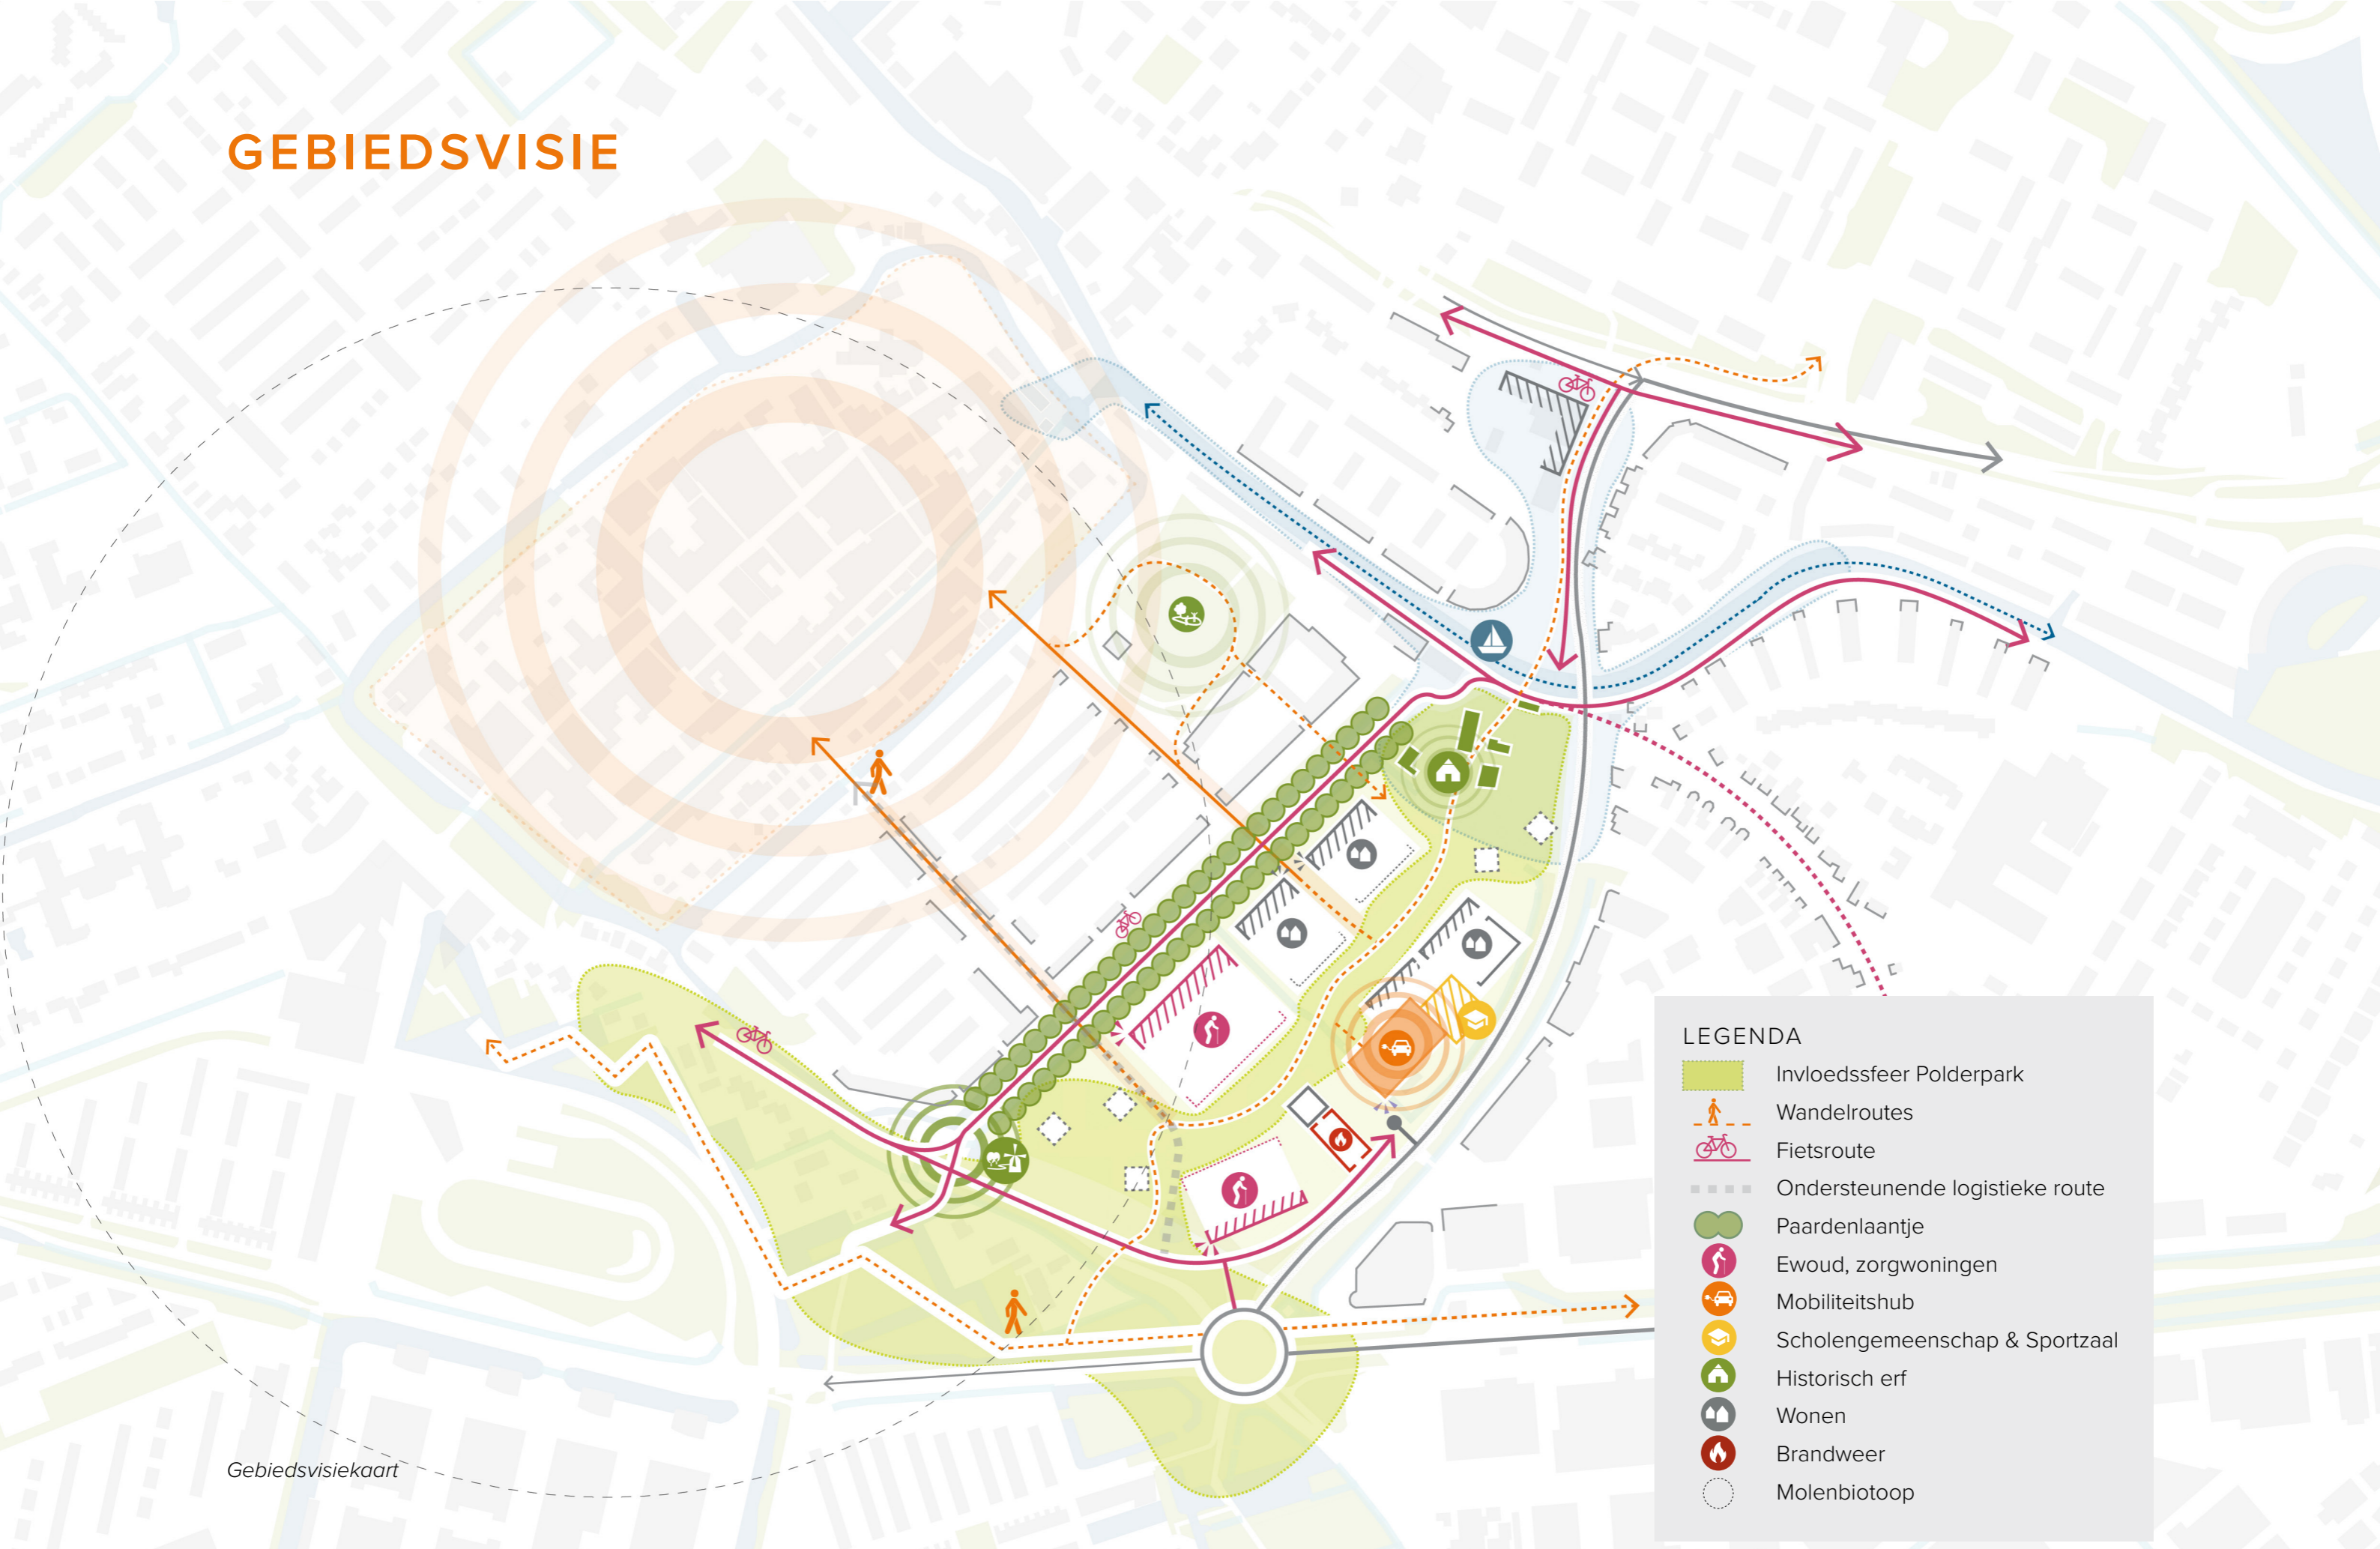 GEBIEDSVISIE
LEGENDA
Invloedssfeer Polderpark
Wandelroutes
Fietsroute
Ondersteunende logistieke route
Paardenlaantje
Ewoud, zorgwoningen
Mobiliteitshub
Scholengemeenschap & Sportzaal
Historisch erf
Wonen
Brandweer
Molenbiotoop
Gebiedsvisiekaart